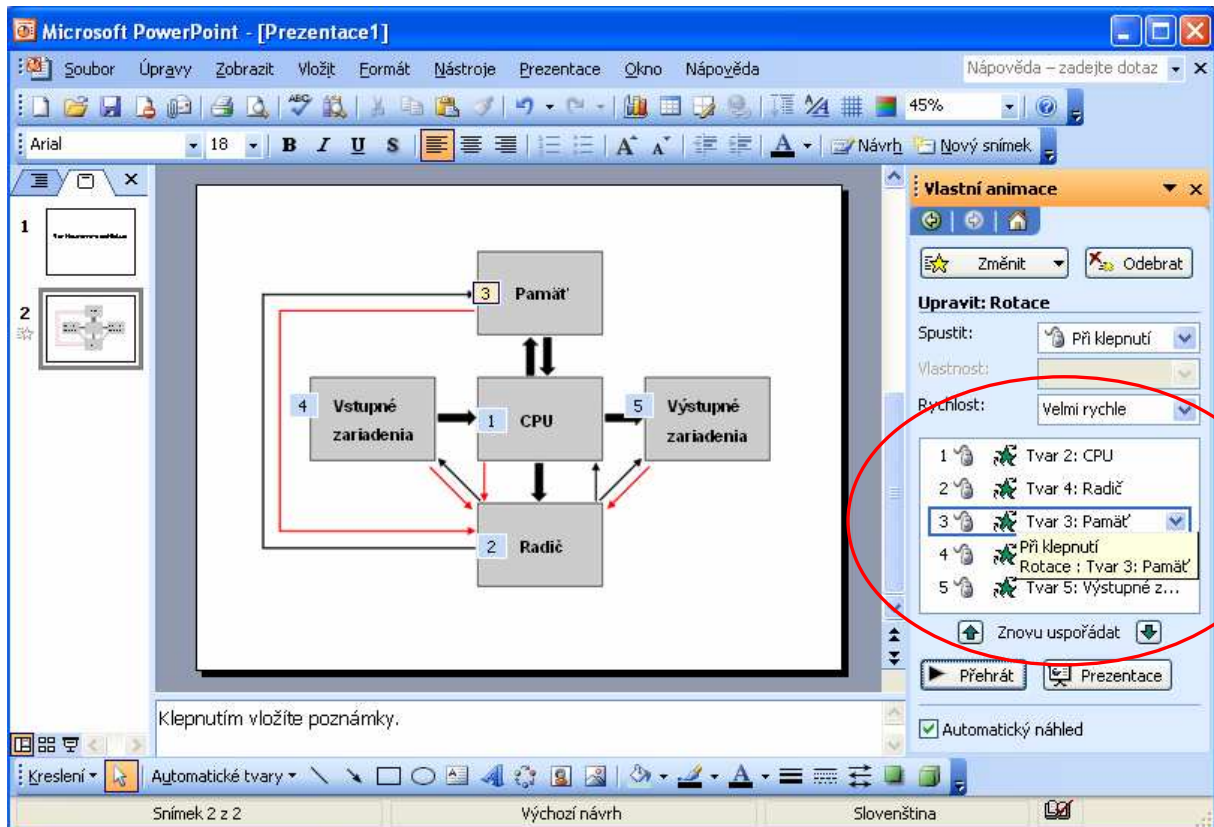 Microsoft PowerPoint - [Prezentace1]
Soubor Úpravy Zobrazit Vložit Formát Nástroje Prezentace Okno Nápověda Nápověda – zadejte dotaz
45%
Arial 18 B I U S Návrh Nový snímek
Vlastní animace
Změnit Odebrat
Upravit: Rotace
Spustit: Při klepnutí
Vlastnost:
Rychlost: Velmi rychle
1 Tvar 2: CPU
2 Tvar 4: Radič
3 Tvar 3: Pamäť
4
Při klepnutí
Rotace : Tvar 3: Pamäť
5 Tvar 5: Výstupné z...
Znovu uspořádat
Přehrát Prezentace
Automatický náhled
1
2
3 Pamäť
4 Vstupné
zariadenia
1 CPU
5 Výstupné
zariadenia
2 Radič
Klepnutím vložíte poznámky.
Kreslení Automatické tvary
Snímek 2 z 2 Výchozí návrh Slovenština